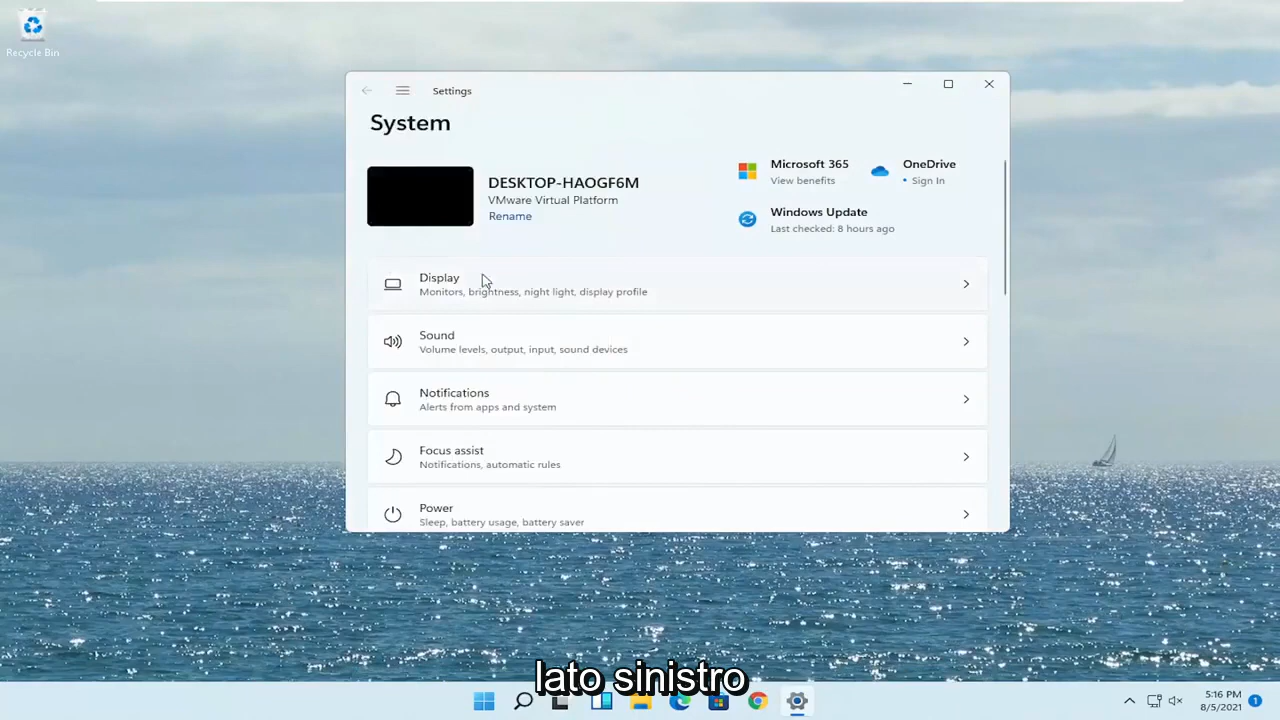 Recycle Bin
Settings
System
DESKTOP-HAOGF6M
VMware Virtual Platform
Rename
Microsoft 365
View benefits
OneDrive
• Sign In
Windows Update
Last checked: 8 hours ago
Display
Monitors, brightness, night light, display profile
Sound
Volume levels, output, input, sound devices
Notifications
Alerts from apps and system
Focus assist
Notifications, automatic rules
Power
Sleep, battery usage, battery saver
lato sinistro
5:16 PM
8/5/2021
1